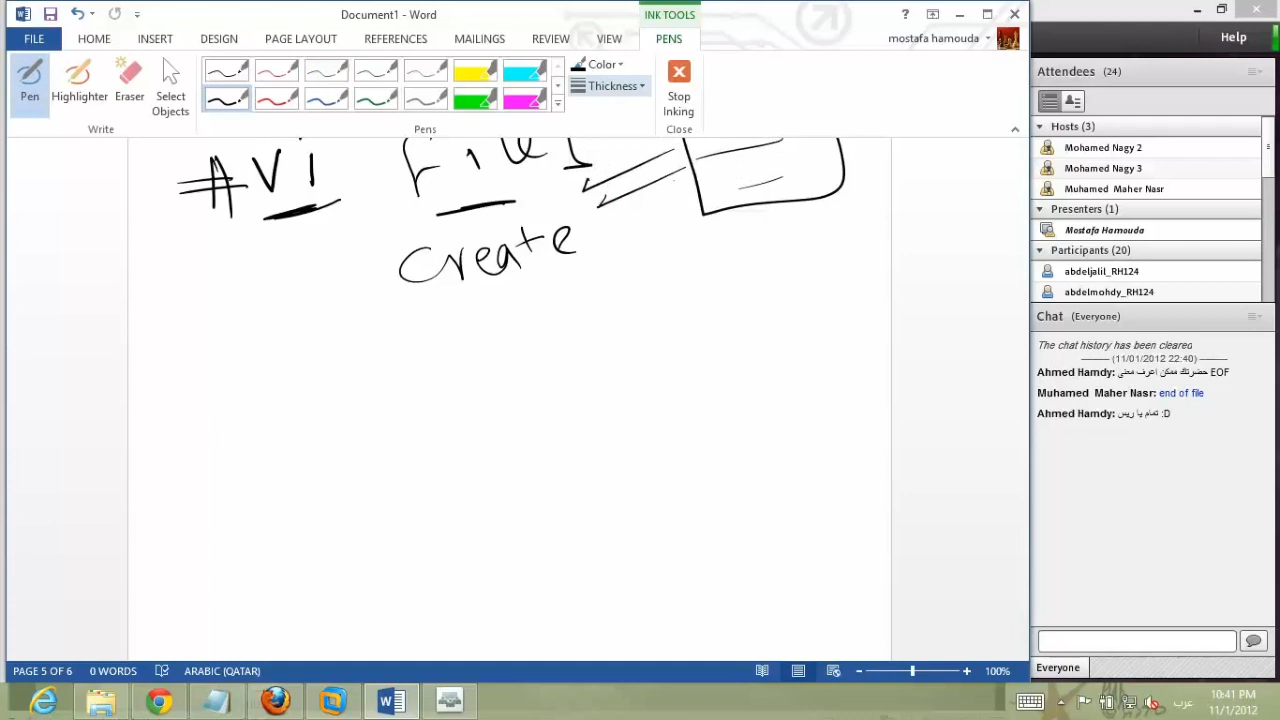 Document1 - Word
INK TOOLS
FILE
HOME
INSERT
DESIGN
PAGE LAYOUT
REFERENCES
MAILINGS
REVIEW
VIEW
PENS
mostafa hamouda
Pen
Highlighter
Eraser
Select Objects
Color
Thickness
Stop Inking
Write
Pens
Close
# vi file1
create
PAGE 5 OF 6
0 WORDS
ARABIC (QATAR)
100%
Help
Attendees (24)
Hosts (3)
Mohamed Nagy 2
Mohamed Nagy 3
Muhamed Maher Nasr
Presenters (1)
Mostafa Hamouda
Participants (20)
abdeljalil_RH124
abdelmohdy_RH124
Chat (Everyone)
The chat history has been cleared
(11/01/2012 22:40)
Ahmed Hamdy: حضرتك ممكن اعرف معنى EOF
Muhamed Maher Nasr: end of file
Ahmed Hamdy: تمام يا ريس :D
Everyone
عرب
10:41 PM
11/1/2012